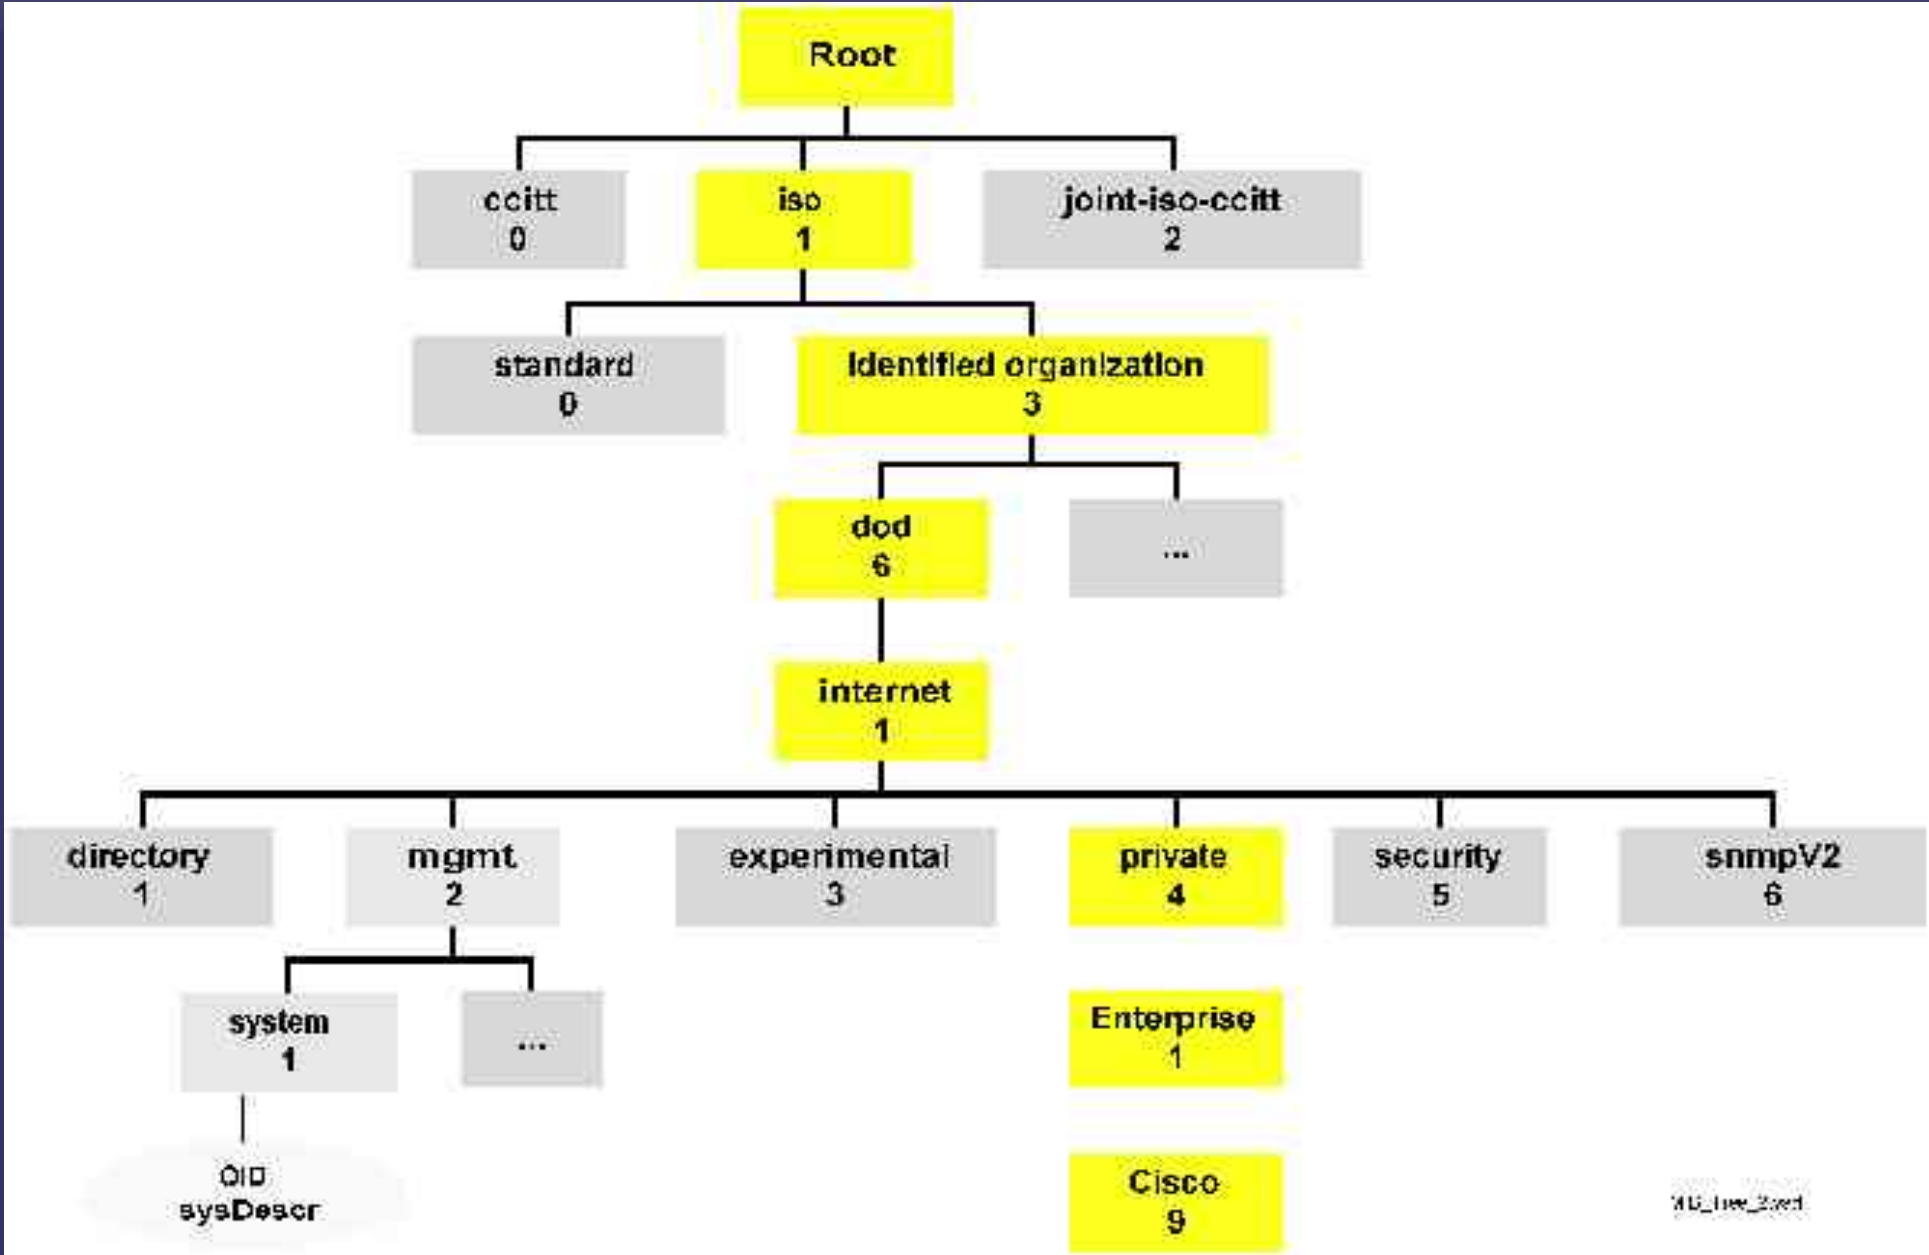 Root
ccitt
0
iso
1
joint-iso-ccitt
2
standard
0
Identified organization
3
dod
6
...
internet
1
directory
1
mgmt
2
experimental
3
private
4
security
5
snmpV2
6
system
1
...
Enterprise
1
OID
sysDescr
Cisco
9